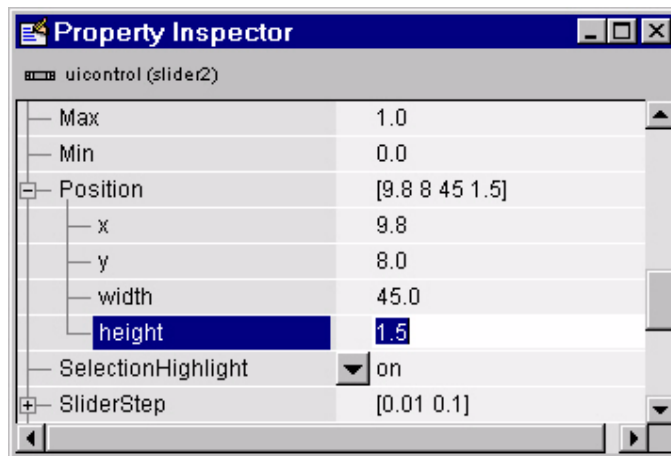 Property Inspector
uicontrol (slider2)
Max 1.0
Min 0.0
Position [9.8 8 45 1.5]
x 9.8
y 8.0
width 45.0
height 1.5
SelectionHighlight on
SliderStep [0.01 0.1]